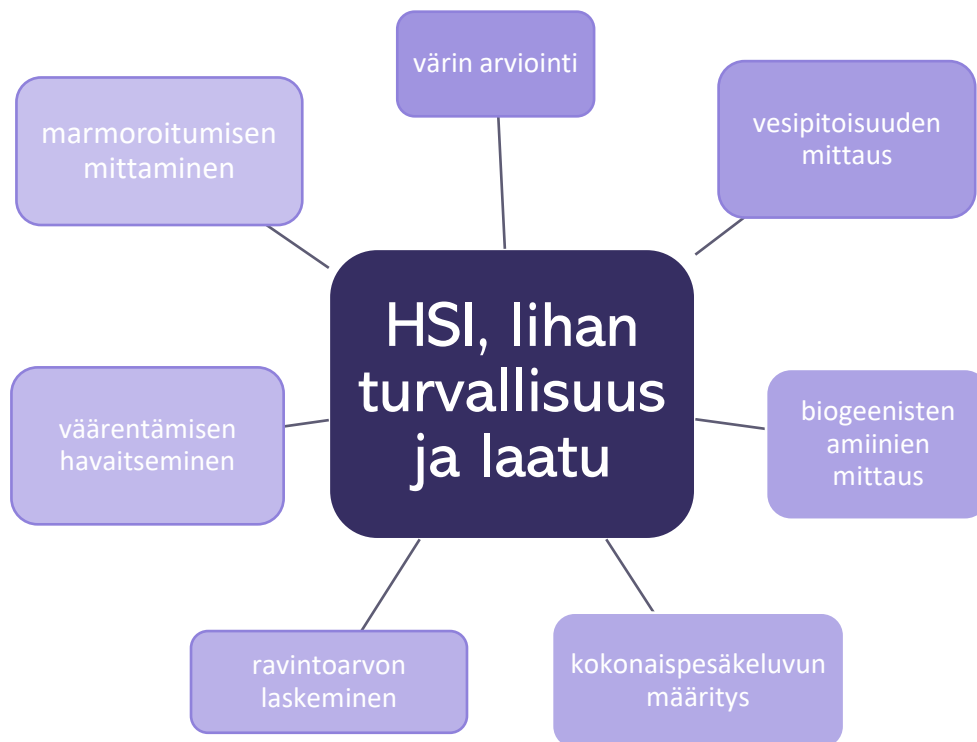 värin arviointi
marmoroitumisen
mittaminen
vesipitoisuuden
mittaus
HSI, lihan
turvallisuus
ja laatu
väärentämisen
havaitseminen
biogeenisten
amiinien
mittaus
ravintoarvon
laskeminen
kokonaispesäkeluvun
määritys